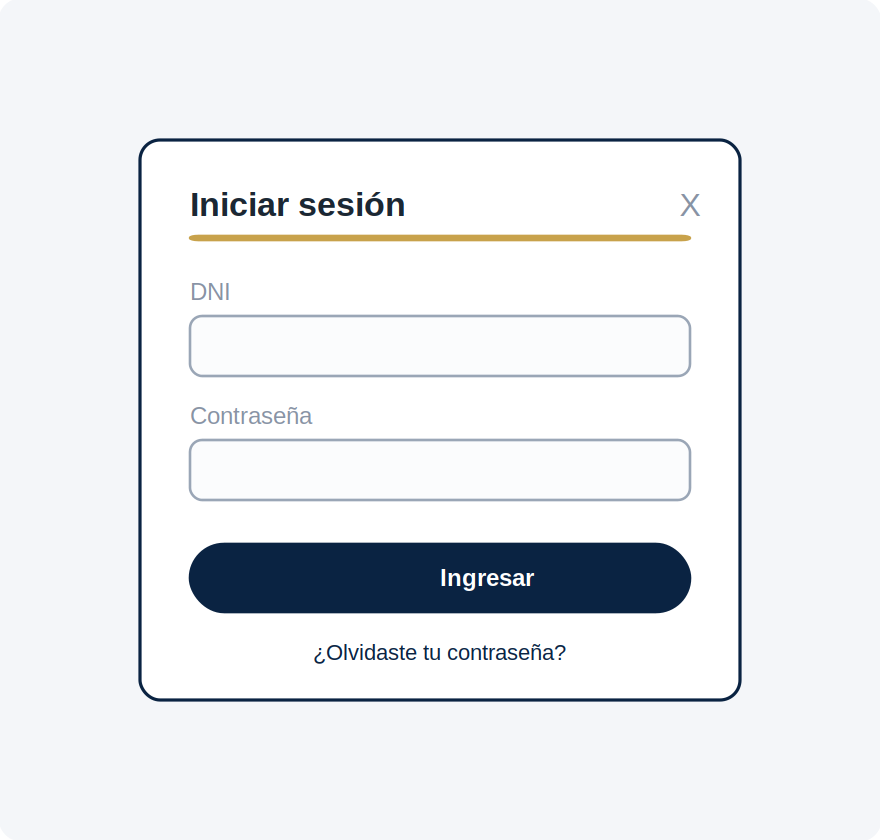 Iniciar sesión X
DNI
Contraseña
Ingresar
¿Olvidaste tu contraseña?